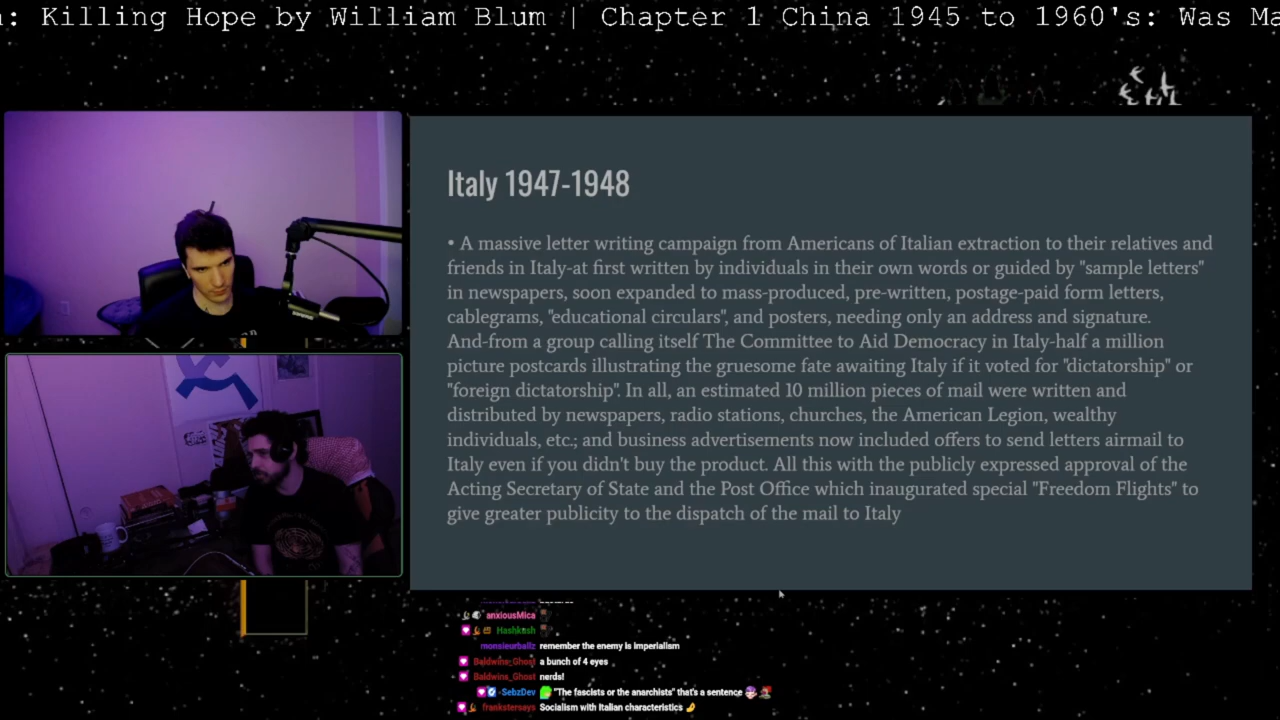 : Killing Hope by William Blum | Chapter 1 China 1945 to 1960's: Was Ma
Italy 1947-1948
• A massive letter writing campaign from Americans of Italian extraction to their relatives and
friends in Italy-at first written by individuals in their own words or guided by "sample letters"
in newspapers, soon expanded to mass-produced, pre-written, postage-paid form letters,
cablegrams, "educational circulars", and posters, needing only an address and signature.
And-from a group calling itself The Committee to Aid Democracy in Italy-half a million
picture postcards illustrating the gruesome fate awaiting Italy if it voted for "dictatorship" or
"foreign dictatorship". In all, an estimated 10 million pieces of mail were written and
distributed by newspapers, radio stations, churches, the American Legion, wealthy
individuals, etc.; and business advertisements now included offers to send letters airmail to
Italy even if you didn't buy the product. All this with the publicly expressed approval of the
Acting Secretary of State and the Post Office which inaugurated special "Freedom Flights" to
give greater publicity to the dispatch of the mail to Italy
anxiousMica
Hashkash
monsieurballz remember the enemy is imperialism
Baldwins_Ghost a bunch of 4 eyes
Baldwins_Ghost nerds!
-SebzDev "The fascists or the anarchists" that's a sentence
frankstersays Socialism with Italian characteristics